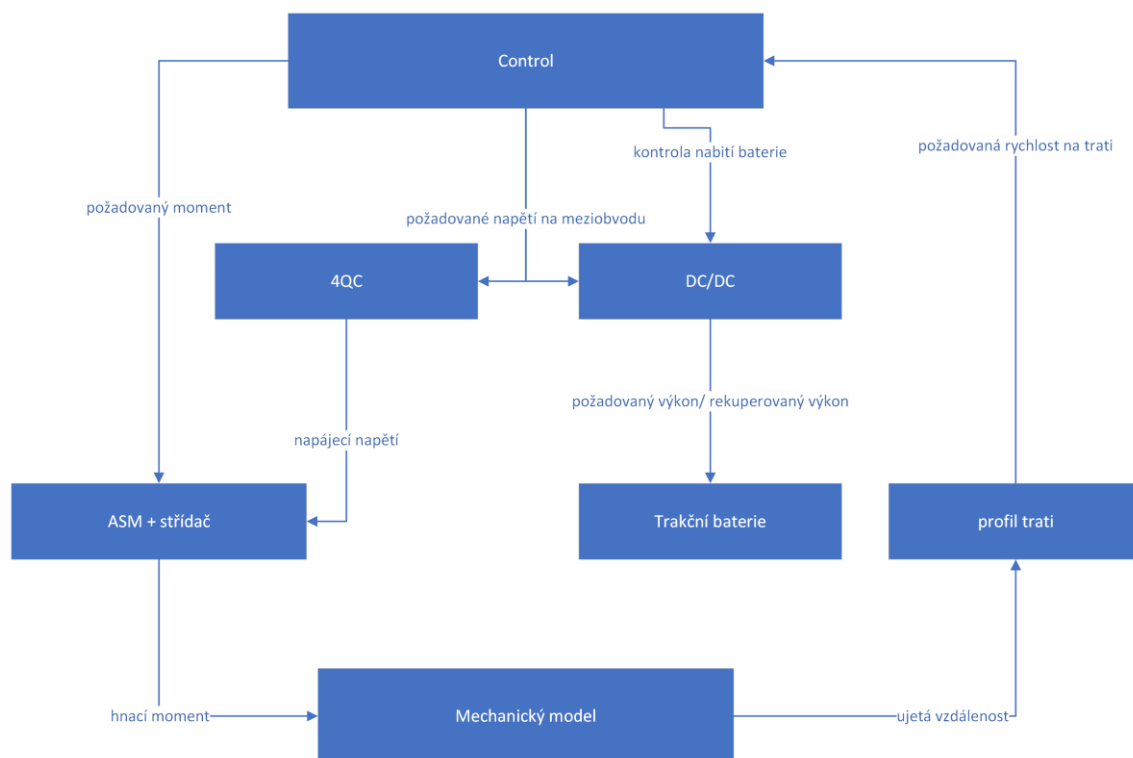 Control
kontrola nabití baterie
požadovaná rychlost na trati
požadovaný moment
požadované napětí na meziobvodu
4QC
DC/DC
požadovaný výkon/ rekuperovaný výkon
napájecí napětí
ASM + střídač
Trakční baterie
profil trati
hnací moment
Mechanický model
ujetá vzdálenost